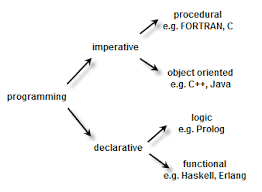 procedural
e.g. FORTRAN, C
imperative
object oriented
e.g. C++, Java
programming
logic
e.g. Prolog
declarative
functional
e.g. Haskell, Erlang